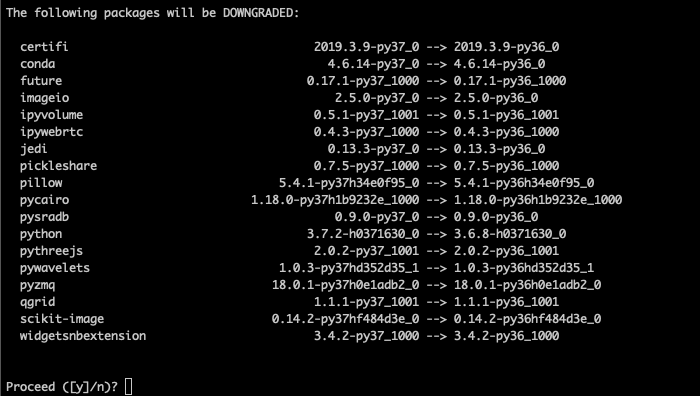 The following packages will be DOWNGRADED:
certifi 2019.3.9-py37_0 --> 2019.3.9-py36_0
conda 4.6.14-py37_0 --> 4.6.14-py36_0
future 0.17.1-py37_1000 --> 0.17.1-py36_1000
imageio 2.5.0-py37_0 --> 2.5.0-py36_0
ipyvolume 0.5.1-py37_1001 --> 0.5.1-py36_1001
ipywebrtc 0.4.3-py37_1000 --> 0.4.3-py36_1000
jedi 0.13.3-py37_0 --> 0.13.3-py36_0
pickleshare 0.7.5-py37_1000 --> 0.7.5-py36_1000
pillow 5.4.1-py37h34e0f95_0 --> 5.4.1-py36h34e0f95_0
pycairo 1.18.0-py37h1b9232e_1000 --> 1.18.0-py36h1b9232e_1000
pysradb 0.9.0-py37_0 --> 0.9.0-py36_0
python 3.7.2-h0371630_0 --> 3.6.8-h0371630_0
pythreejs 2.0.2-py37_1001 --> 2.0.2-py36_1001
pywavelets 1.0.3-py37hd352d35_1 --> 1.0.3-py36hd352d35_1
pyzmq 18.0.1-py37h0e1adb2_0 --> 18.0.1-py36h0e1adb2_0
qgrid 1.1.1-py37_1001 --> 1.1.1-py36_1001
scikit-image 0.14.2-py37hf484d3e_0 --> 0.14.2-py36hf484d3e_0
widgetsnbextension 3.4.2-py37_1000 --> 3.4.2-py36_1000
Proceed ([y]/n)?